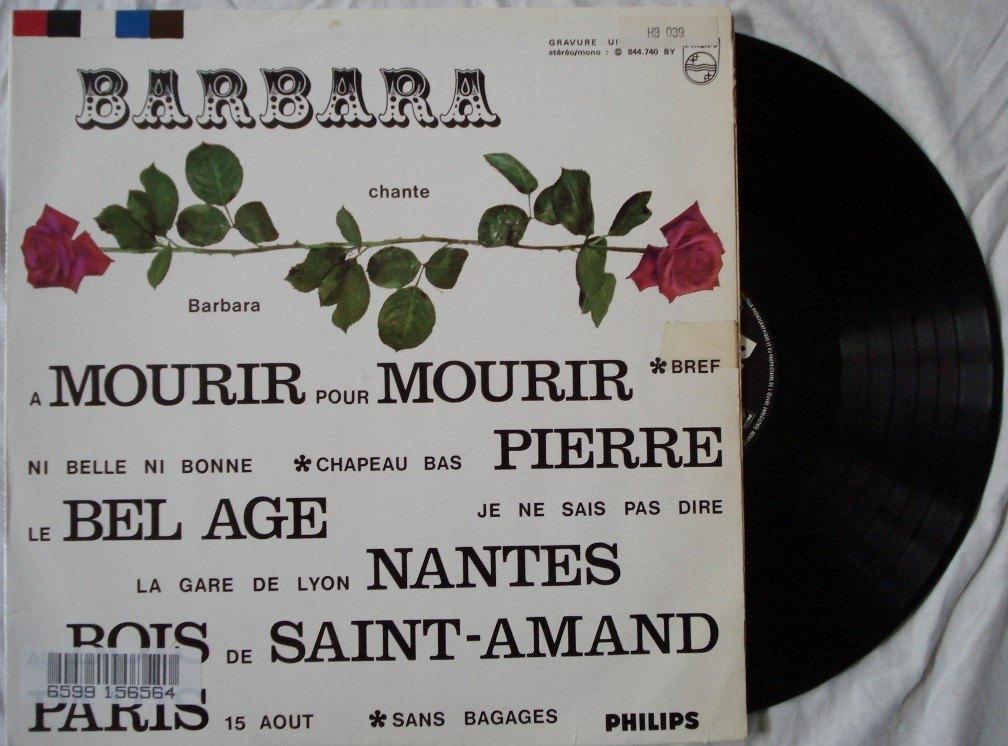 HB 039
GRAVURE U
stéréo/mono : 844.740 BY
BARBARA
chante
Barbara
A MOURIR POUR MOURIR *BREF
NI BELLE NI BONNE *CHAPEAU BAS PIERRE
LE BEL AGE JE NE SAIS PAS DIRE
LA GARE DE LYON NANTES
BOIS DE SAINT-AMAND
6599 156564
PARIS 15 AOUT *SANS BAGAGES PHILIPS